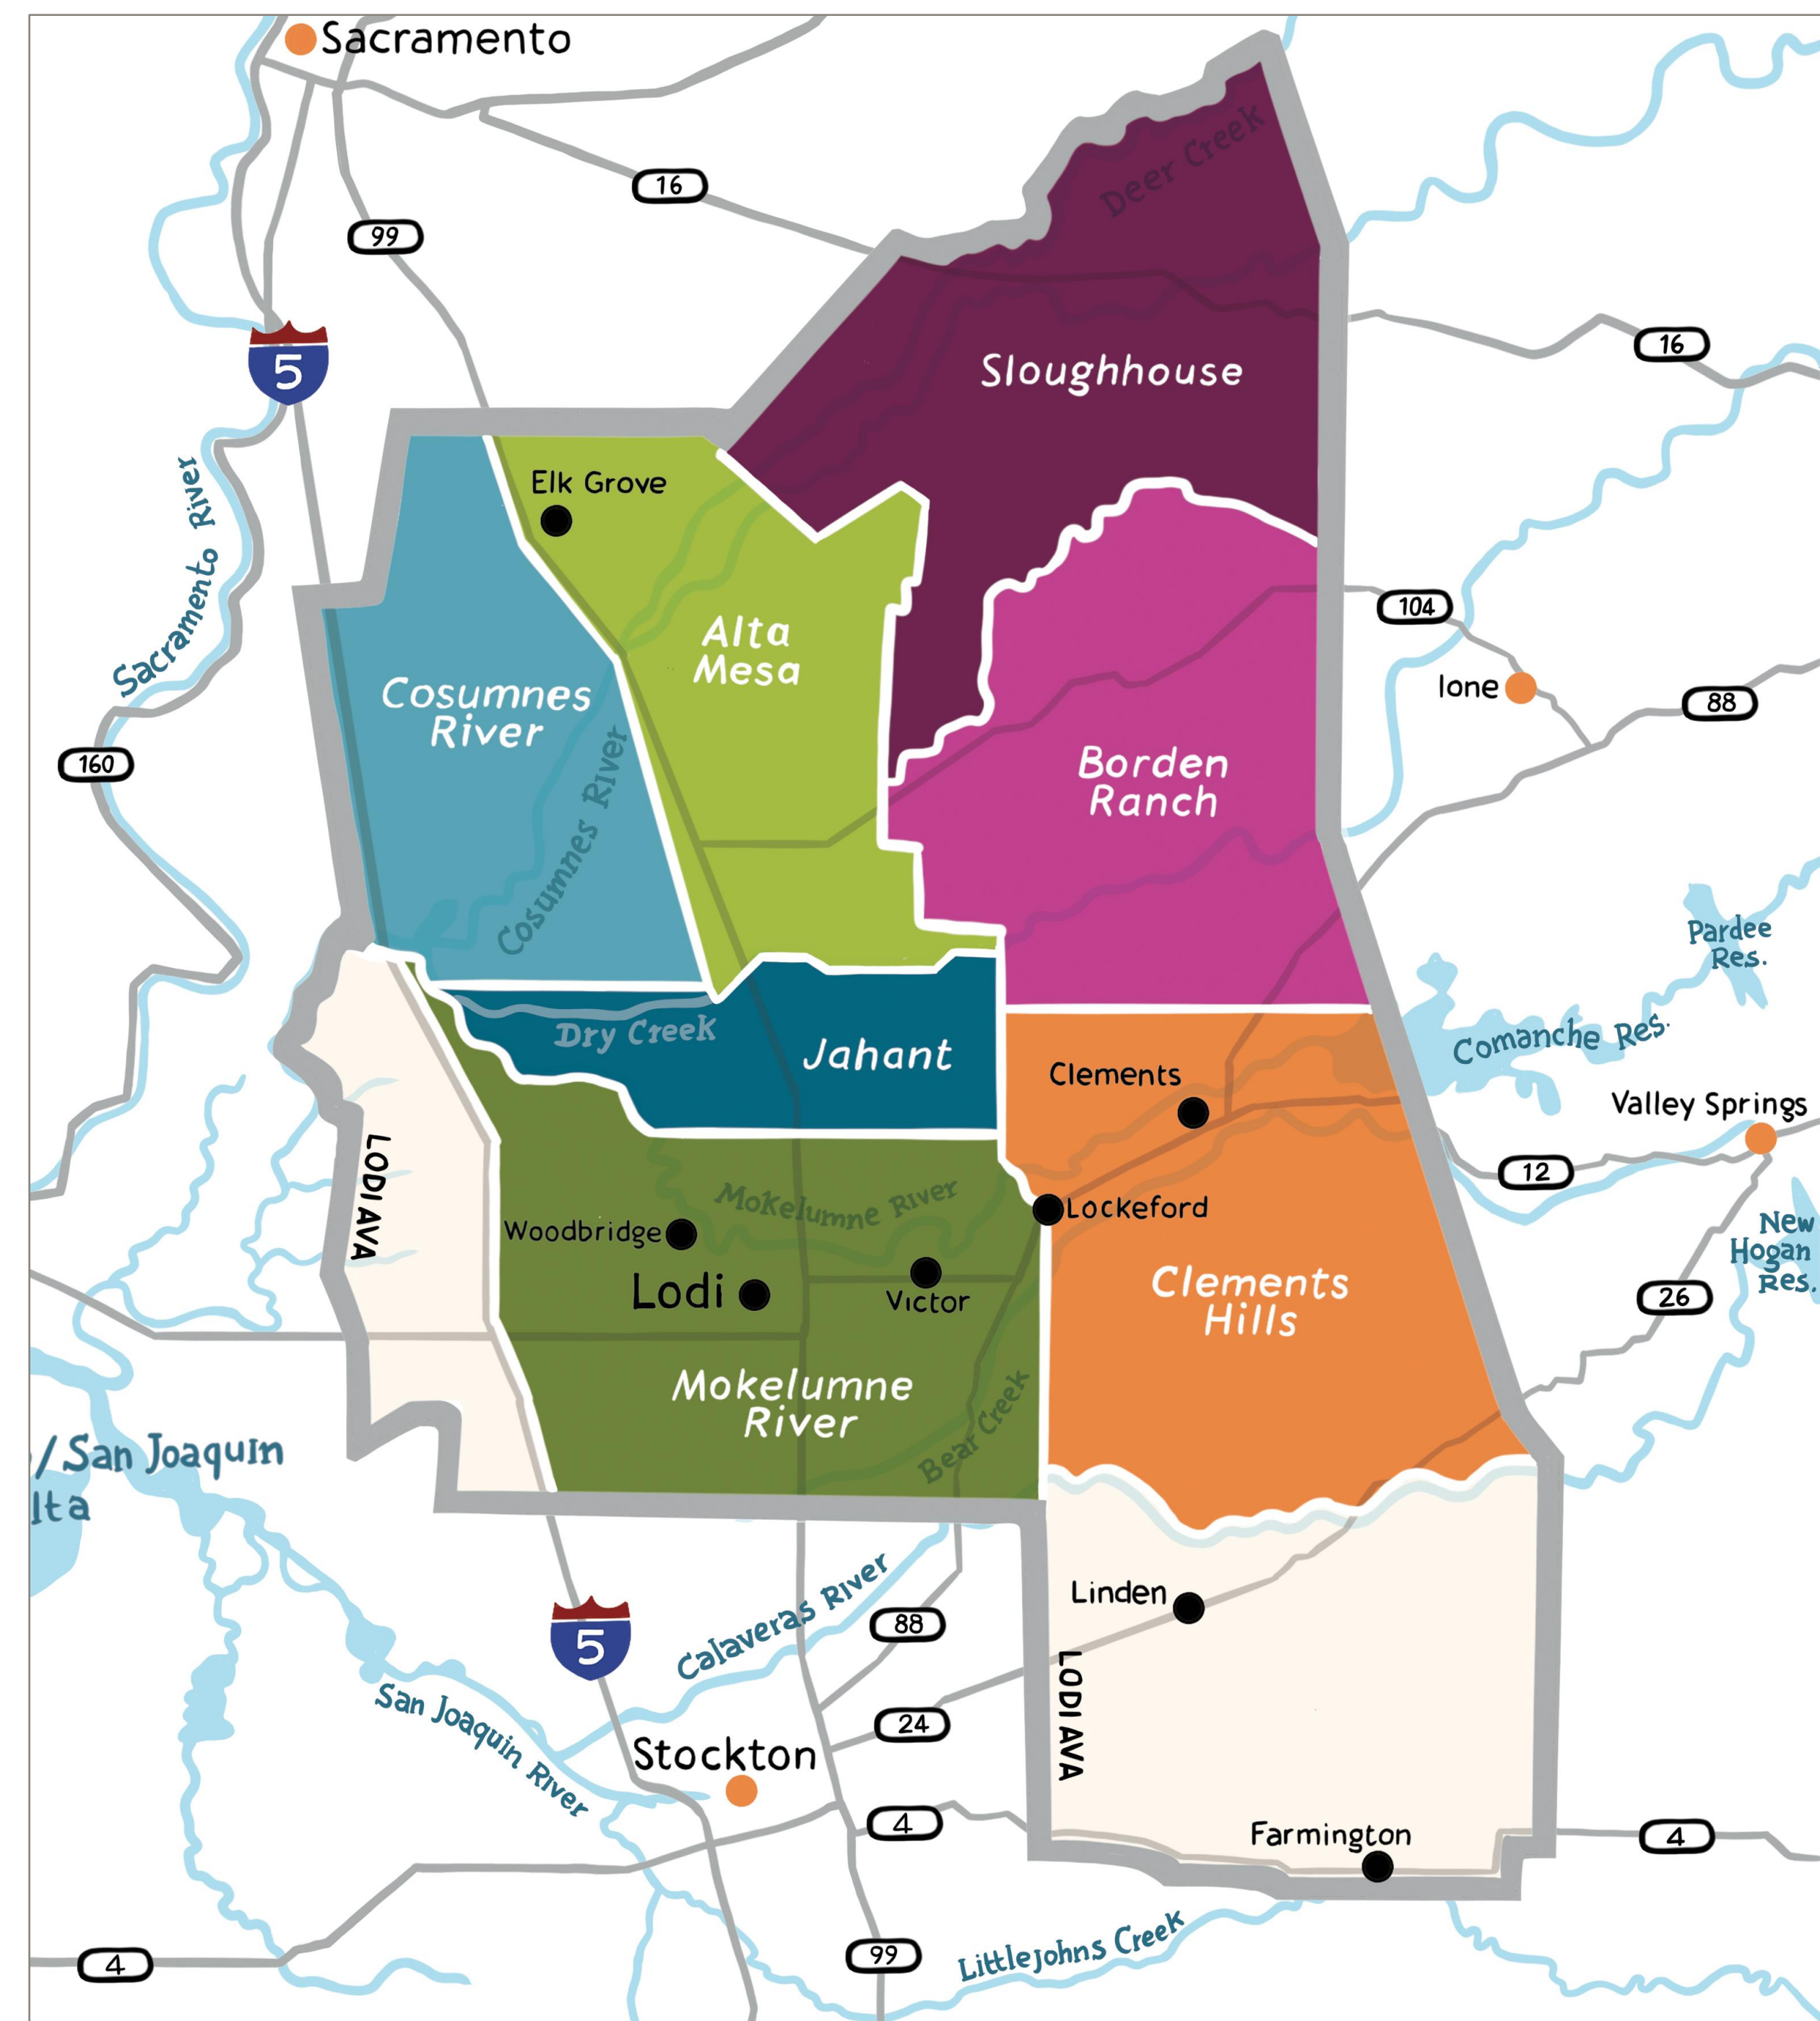 Sacramento
Deer Creek
16
99
Sloughhouse
16
5
Elk Grove
Sacramento River
104
Alta
Mesa
Ione
88
Cosumnes
River
160
Cosumnes River
Borden
Ranch
Pardee
Res.
Comanche Res.
Dry Creek
Jahant
Clements
Valley Springs
LODI AVA
12
Mokelumne River
Lockeford
Woodbridge
New
Hogan
Res.
Lodi
Victor
Clements
Hills
26
Mokelumne
River
Bear Creek
/San Joaquin
lta
Linden
Calaveras River
88
5
LODI AVA
San Joaquin River
24
Stockton
4
Farmington
4
Littlejohns Creek
99
4